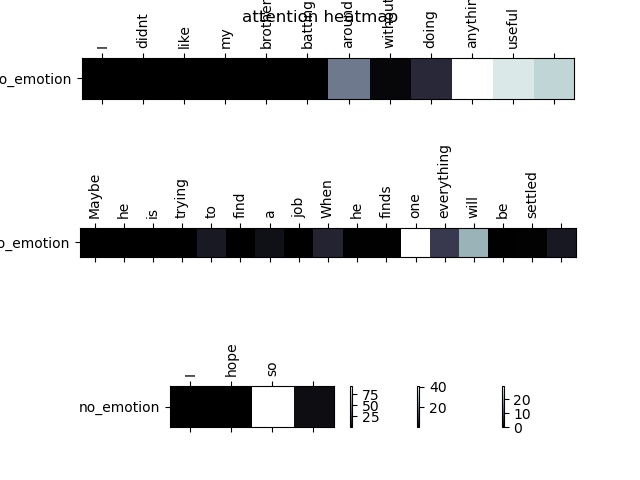 attention heatmap
I didnt like my brother batting around without doing anything useful
no_emotion
Maybe he is trying to find a job When he finds one everything will be settled
no_emotion
I hope so
no_emotion
75
50
25
40
20
20
10
0